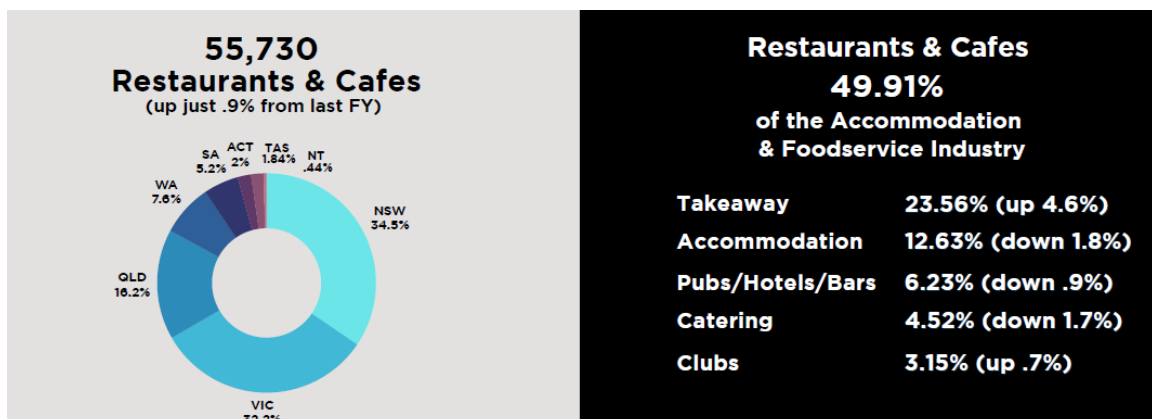 55,730
Restaurants & Cafes
(up just .9% from last FY)
SA
5.2%
ACT
2%
TAS
1.84%
NT
.44%
WA
7.6%
NSW
34.5%
QLD
16.2%
VIC
Restaurants & Cafes
49.91%
of the Accommodation
& Foodservice Industry
Takeaway 23.56% (up 4.6%)
Accommodation 12.63% (down 1.8%)
Pubs/Hotels/Bars 6.23% (down .9%)
Catering 4.52% (down 1.7%)
Clubs 3.15% (up .7%)